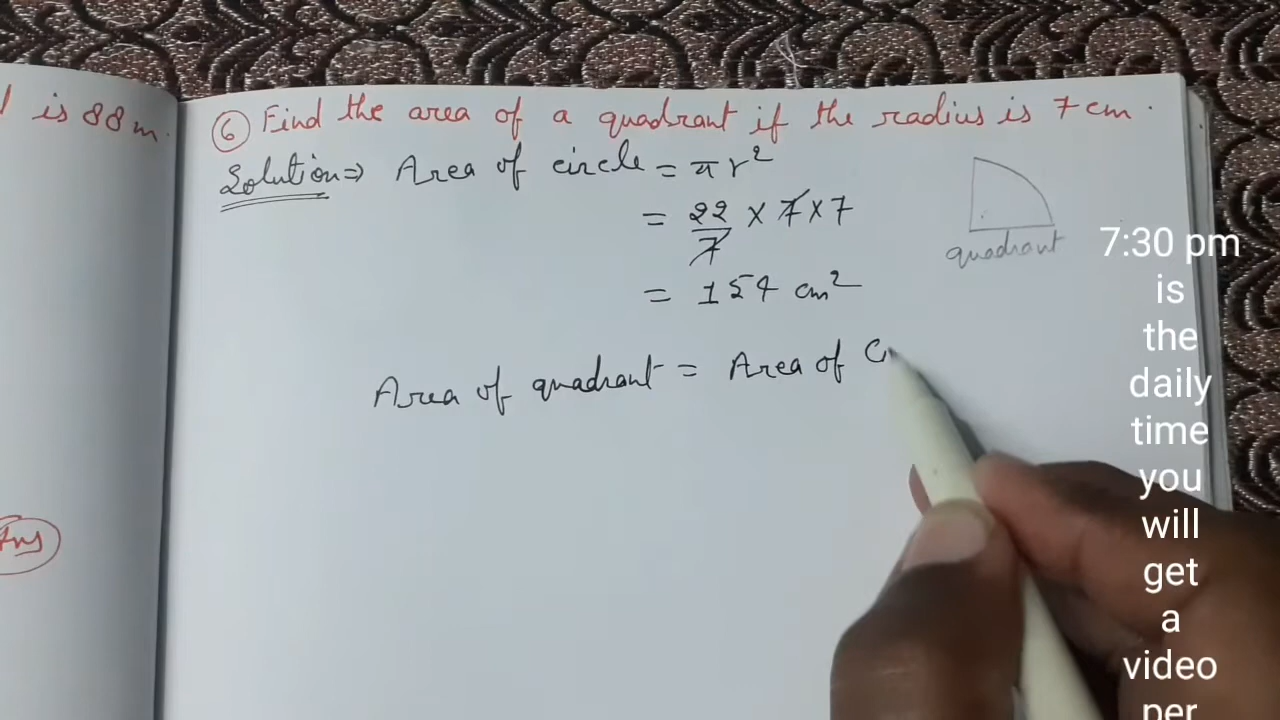 is 88 m.
⑥ Find the area of a quadrant if the radius is 7 cm.
Solution ⇒ Area of circle = πr²
= 22/7 × 7 × 7
= 154 cm²
quadrant
Area of quadrant = Area of C
Ans
7:30 pm
is
the
daily
time
you
will
get
a
video
per